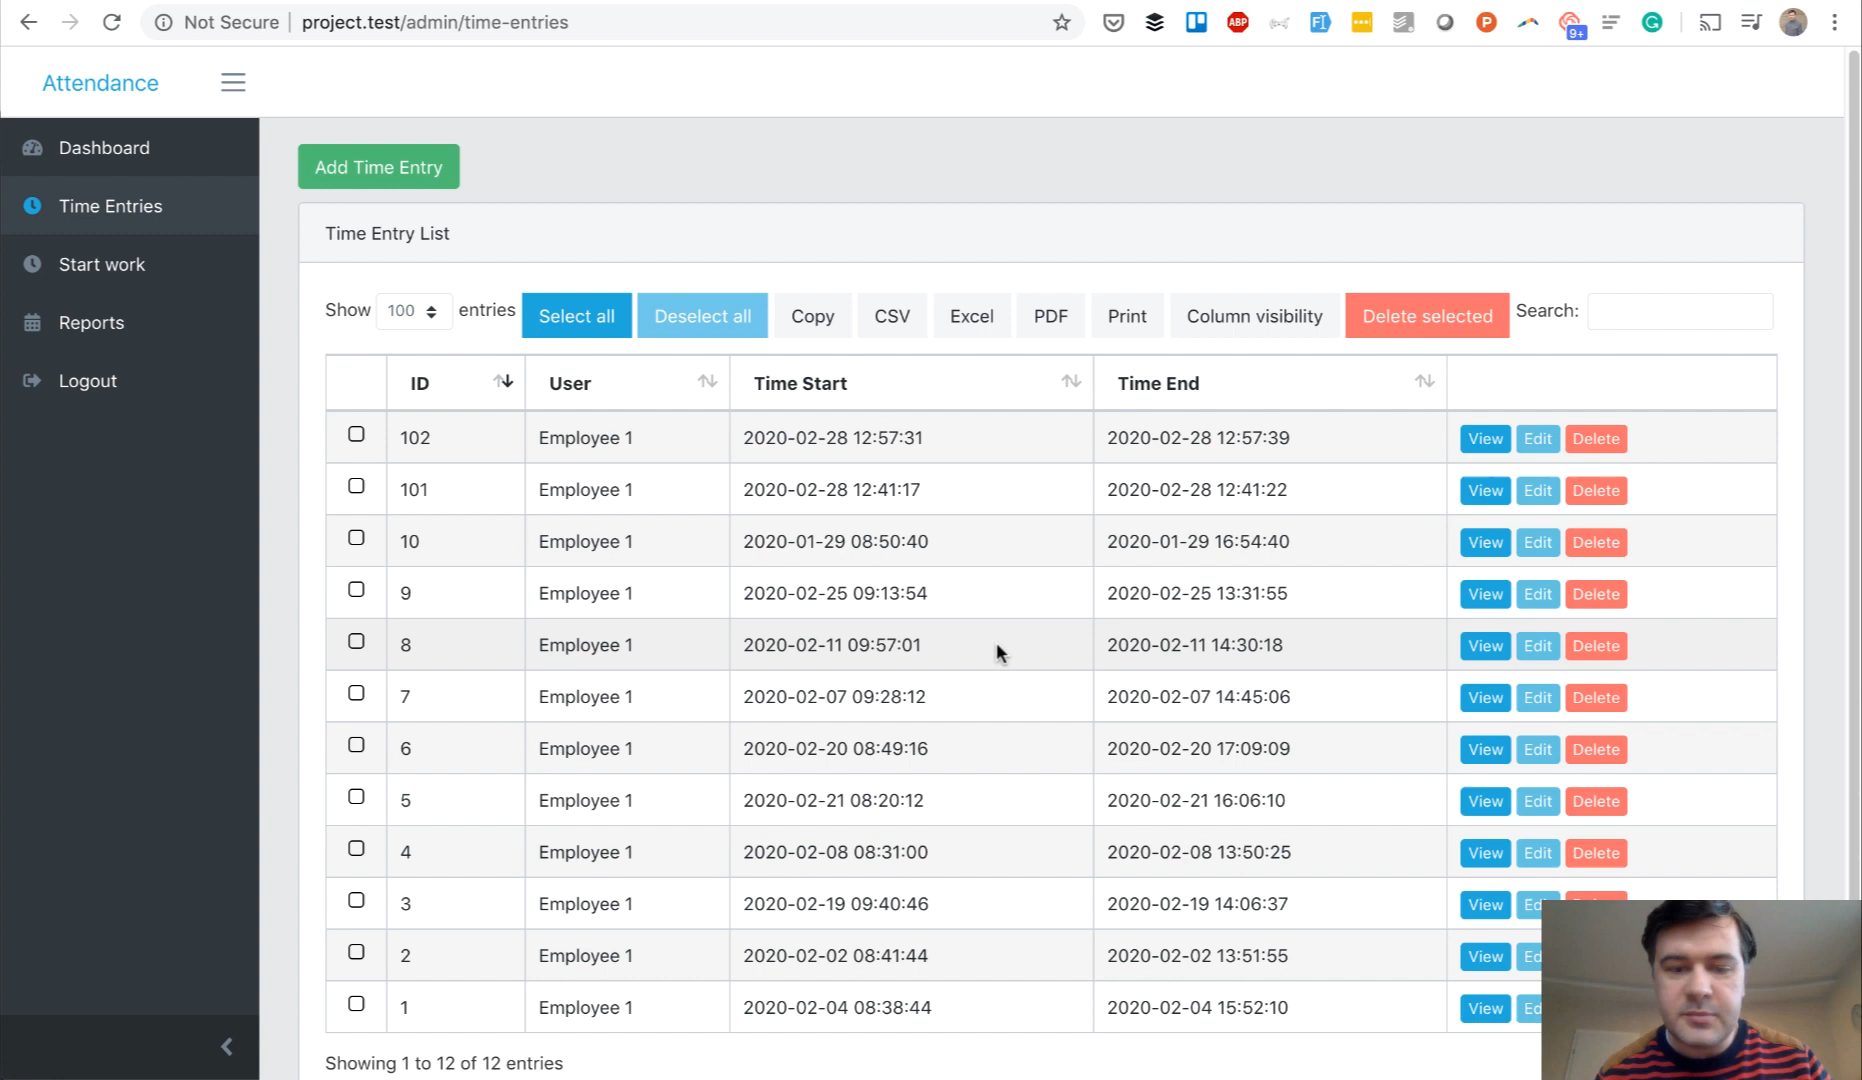 Not Secure | project.test/admin/time-entries
ABP
P
9+
G
Attendance
Dashboard
Time Entries
Start work
Reports
Logout
Add Time Entry
Time Entry List
Show 100 entries Select all Deselect all Copy CSV Excel PDF Print Column visibility Delete selected Search:
ID User Time Start Time End
102 Employee 1 2020-02-28 12:57:31 2020-02-28 12:57:39 View Edit Delete
101 Employee 1 2020-02-28 12:41:17 2020-02-28 12:41:22 View Edit Delete
10 Employee 1 2020-01-29 08:50:40 2020-01-29 16:54:40 View Edit Delete
9 Employee 1 2020-02-25 09:13:54 2020-02-25 13:31:55 View Edit Delete
8 Employee 1 2020-02-11 09:57:01 2020-02-11 14:30:18 View Edit Delete
7 Employee 1 2020-02-07 09:28:12 2020-02-07 14:45:06 View Edit Delete
6 Employee 1 2020-02-20 08:49:16 2020-02-20 17:09:09 View Edit Delete
5 Employee 1 2020-02-21 08:20:12 2020-02-21 16:06:10 View Edit Delete
4 Employee 1 2020-02-08 08:31:00 2020-02-08 13:50:25 View Edit Delete
3 Employee 1 2020-02-19 09:40:46 2020-02-19 14:06:37 View Ed
2 Employee 1 2020-02-02 08:41:44 2020-02-02 13:51:55 View Ed
1 Employee 1 2020-02-04 08:38:44 2020-02-04 15:52:10 View Ed
Showing 1 to 12 of 12 entries